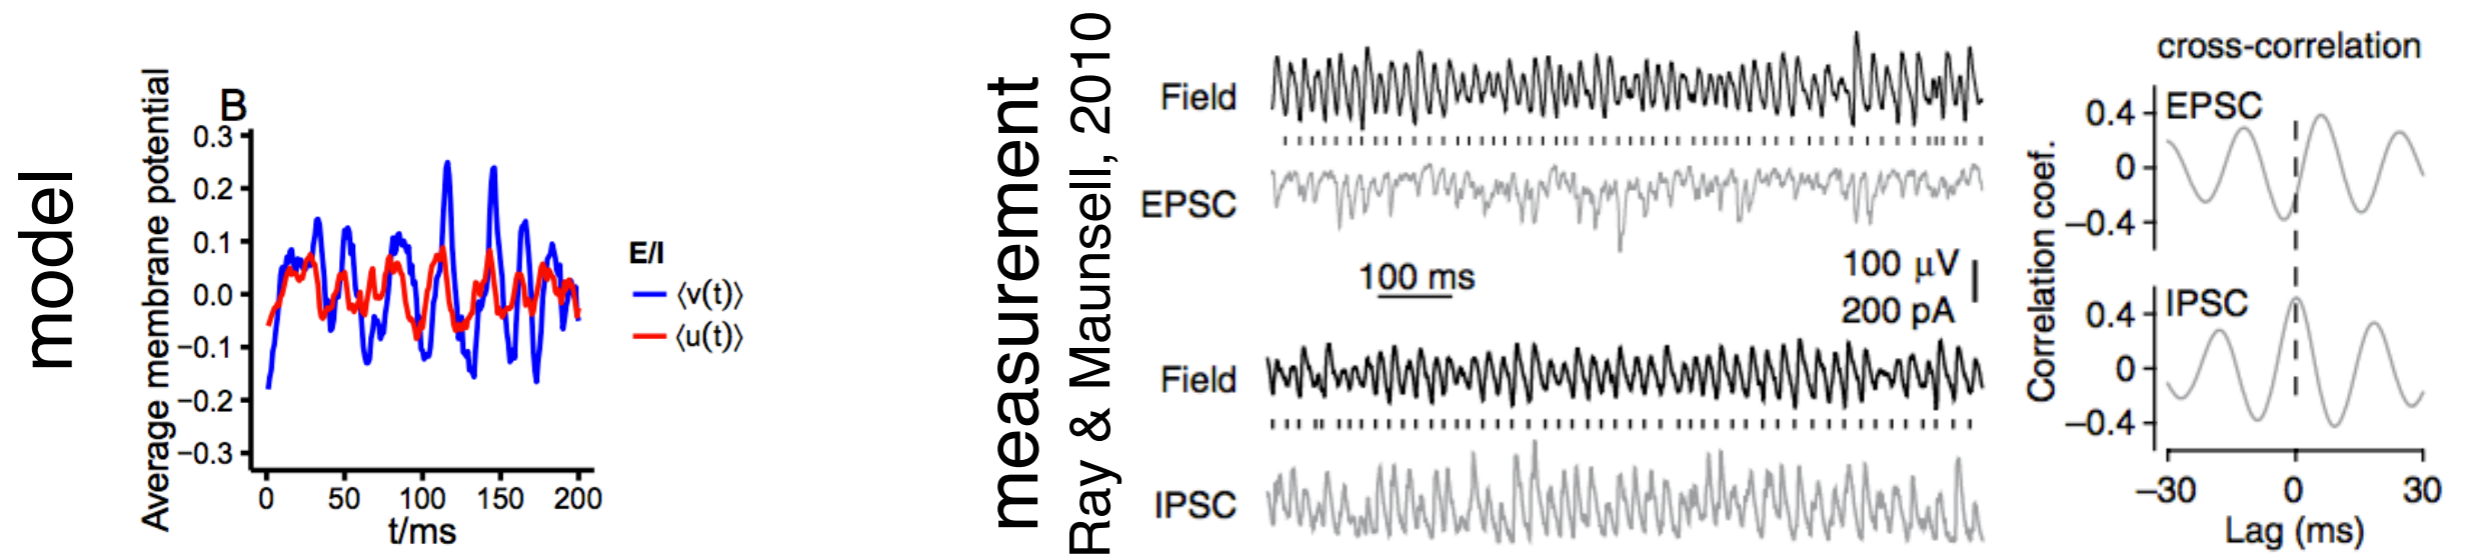 model
B
Average membrane potential
0.3
0.2
0.1
0.0
−0.1
−0.2
−0.3
0 50 100 150 200
t/ms
E/I
⟨v(t)⟩
⟨u(t)⟩
measurement
Ray & Maunsell, 2010
Field
EPSC
100 ms
100 µV
200 pA
Field
IPSC
cross-correlation
Correlation coef.
EPSC
0.4
0
−0.4
IPSC
0.4
0
−0.4
−30 0 30
Lag (ms)